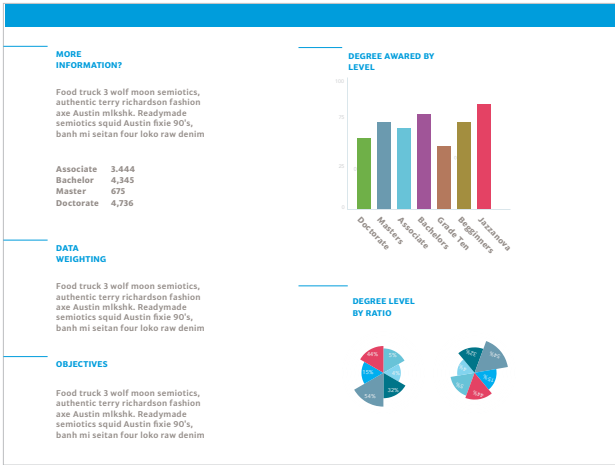 MORE
INFORMATION?
Food truck 3 wolf moon semiotics,
authentic terry richardson fashion
axe Austin mlkshk. Readymade
semiotics squid Austin fixie 90's,
banh mi seitan four loko raw denim
Associate 3.444
Bachelor 4,345
Master 675
Doctorate 4,736
DATA
WEIGHTING
Food truck 3 wolf moon semiotics,
authentic terry richardson fashion
axe Austin mlkshk. Readymade
semiotics squid Austin fixie 90's,
banh mi seitan four loko raw denim
OBJECTIVES
Food truck 3 wolf moon semiotics,
authentic terry richardson fashion
axe Austin mlkshk. Readymade
semiotics squid Austin fixie 90's,
banh mi seitan four loko raw denim
DEGREE AWARED BY
LEVEL
100
75
25
0
Doctorate
Masters
Associate
Bachelors
Grade Ten
Begginners
Jazzanova
DEGREE LEVEL
BY RATIO
44%
15%
54%
32%
32%
54%
15%
44%